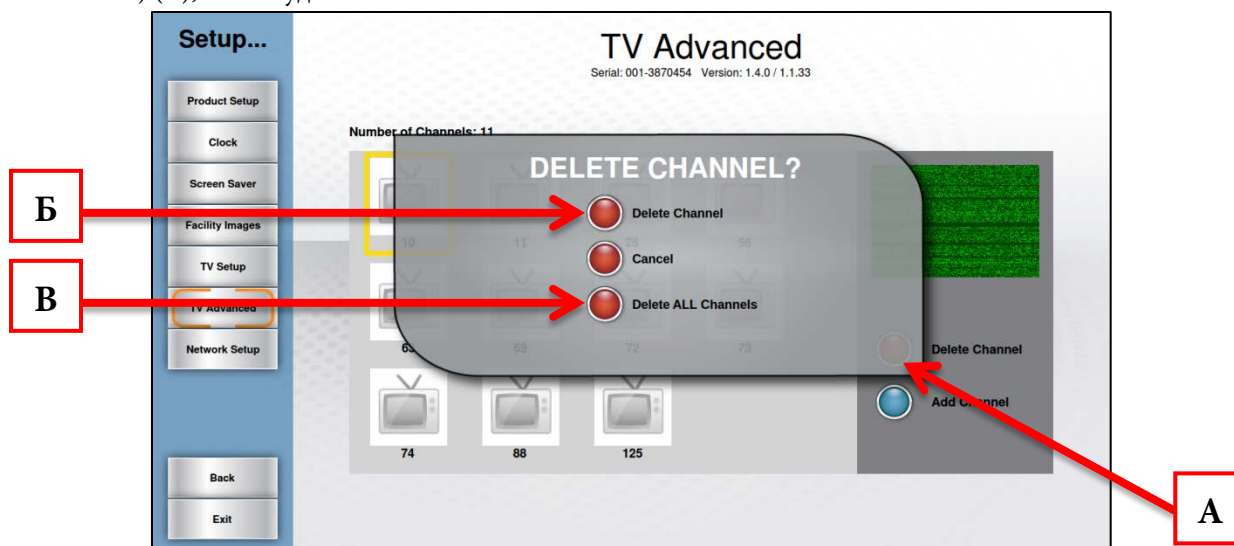 Setup...
TV Advanced
Serial: 001-3870454 Version: 1.4.0 / 1.1.33
Product Setup
Clock
Screen Saver
Facility Images
TV Setup
TV Advanced
Network Setup
Back
Exit
Number of Channels: 11
DELETE CHANNEL?
Delete Channel
Cancel
Delete ALL Channels
10 11 28 56
63 69 72 73
74 88 125
Delete Channel
Add Channel
Б
В
А